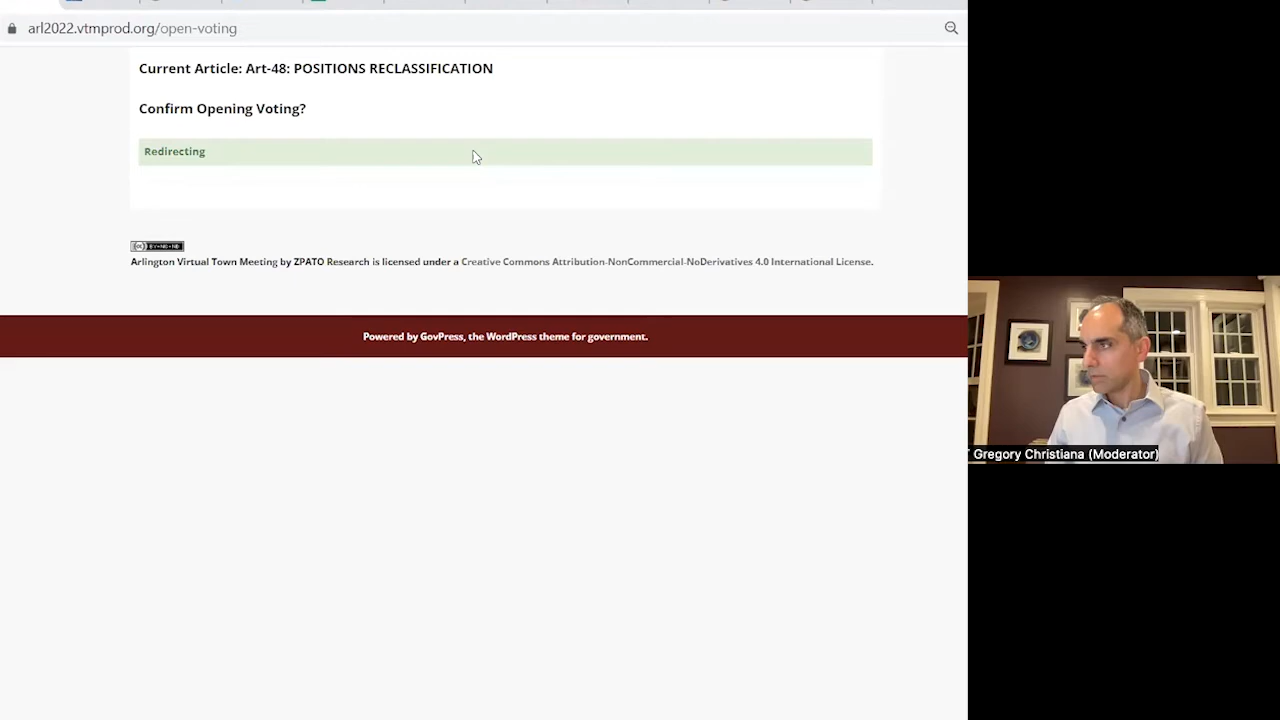 arl2022.vtmprod.org/open-voting
Current Article: Art-48: POSITIONS RECLASSIFICATION
Confirm Opening Voting?
Redirecting
Arlington Virtual Town Meeting by ZPATO Research is licensed under a Creative Commons Attribution-NonCommercial-NoDerivatives 4.0 International License.
Powered by GovPress, the WordPress theme for government.
Gregory Christiana (Moderator)